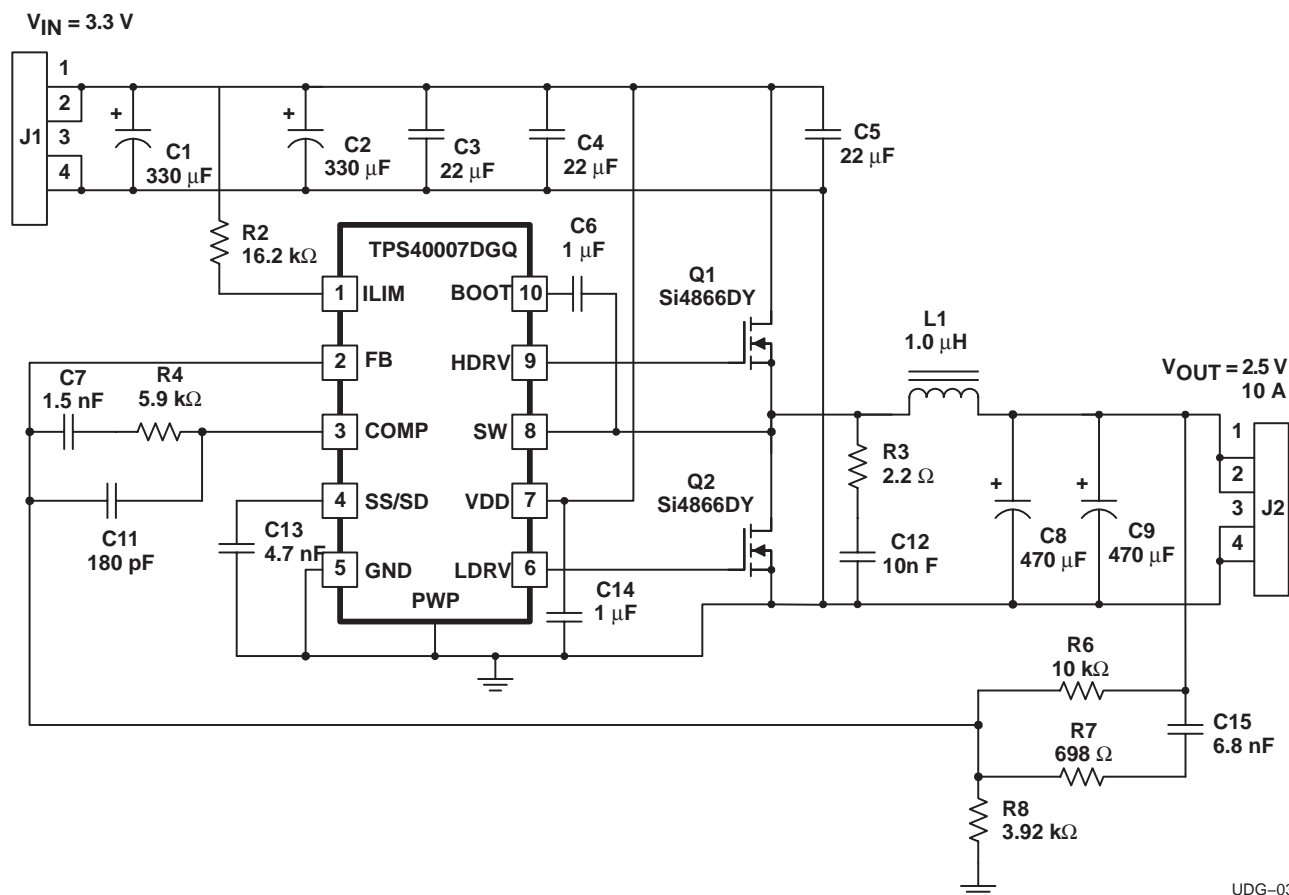 VIN = 3.3 V
1
2
J1
3
4
+
C1
330 µF
+
C2
330 µF
C3
22 µF
C4
22 µF
C5
22 µF
R2
16.2 kΩ
TPS40007DGQ
C6
1 µF
Q1
Si4866DY
1 ILIM
BOOT 10
L1
1.0 µH
2 FB
HDRV 9
VOUT = 2.5 V
10 A
C7
1.5 nF
R4
5.9 kΩ
3 COMP
SW 8
R3
2.2 Ω
1
2
3
J2
4
C11
180 pF
4 SS/SD
VDD 7
Q2
Si4866DY
+
C8
470 µF
+
C9
470 µF
C13
4.7 nF
C12
10n F
5 GND
LDRV 6
PWP
C14
1 µF
R6
10 kΩ
C15
6.8 nF
R7
698 Ω
R8
3.92 kΩ
UDG–03